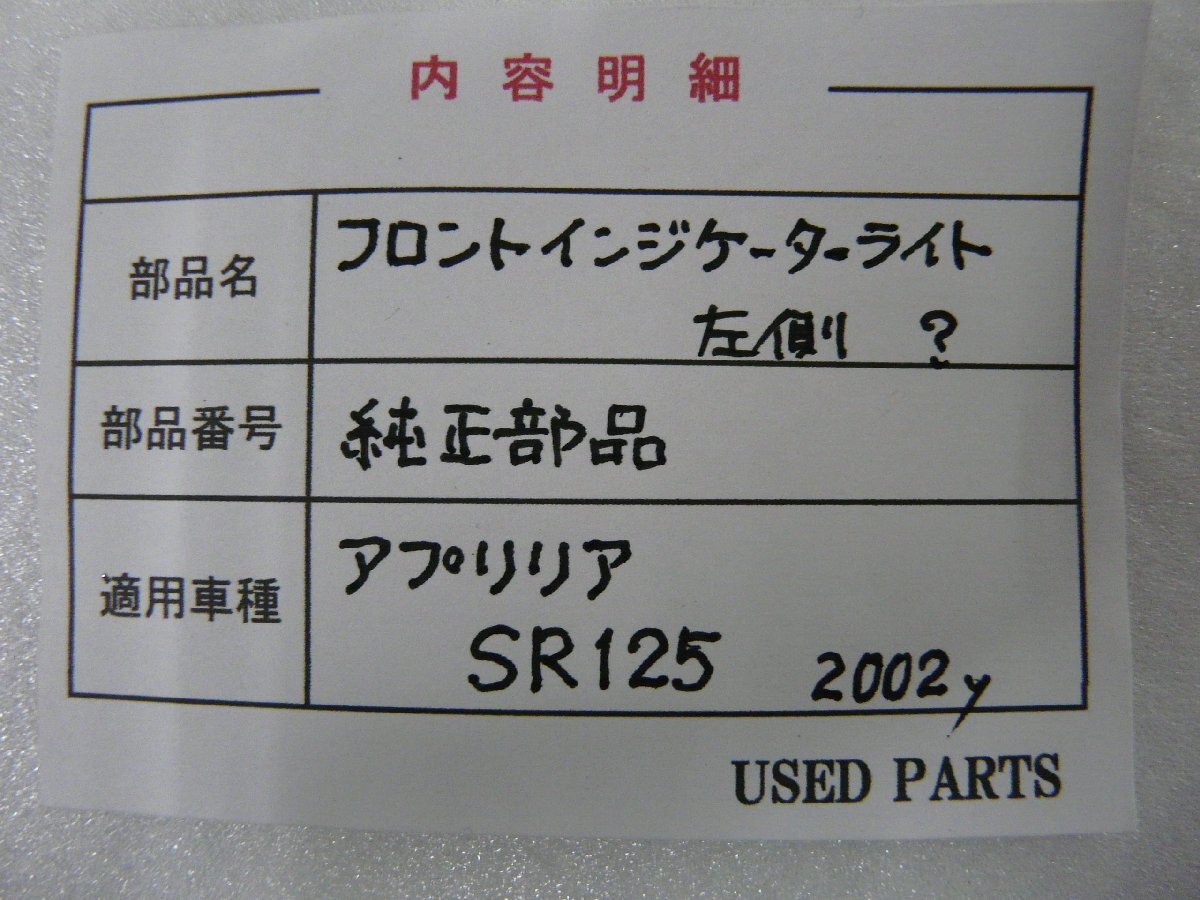 内容明細
部品名
フロントインジケーターライト
左側 ?
部品番号
純正部品
適用車種
アプリリア
SR125 2002y
USED PARTS